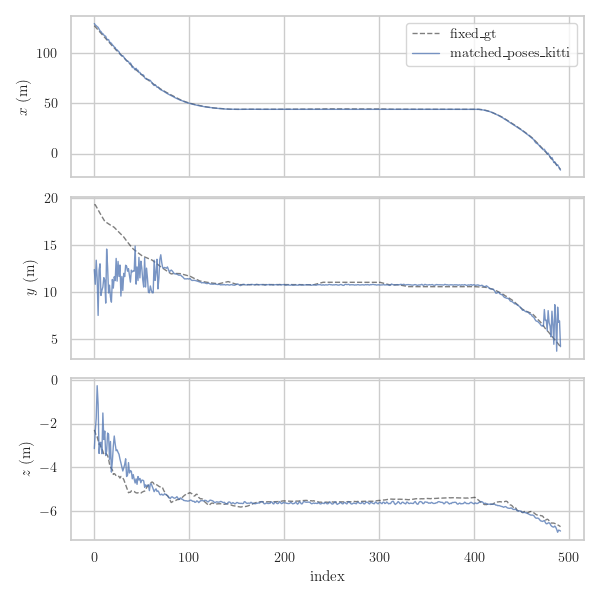 fixed_gt
matched_poses_kitti
x (m)
100
50
0
y (m)
20
15
10
5
z (m)
0
−2
−4
−6
0 100 200 300 400 500
index